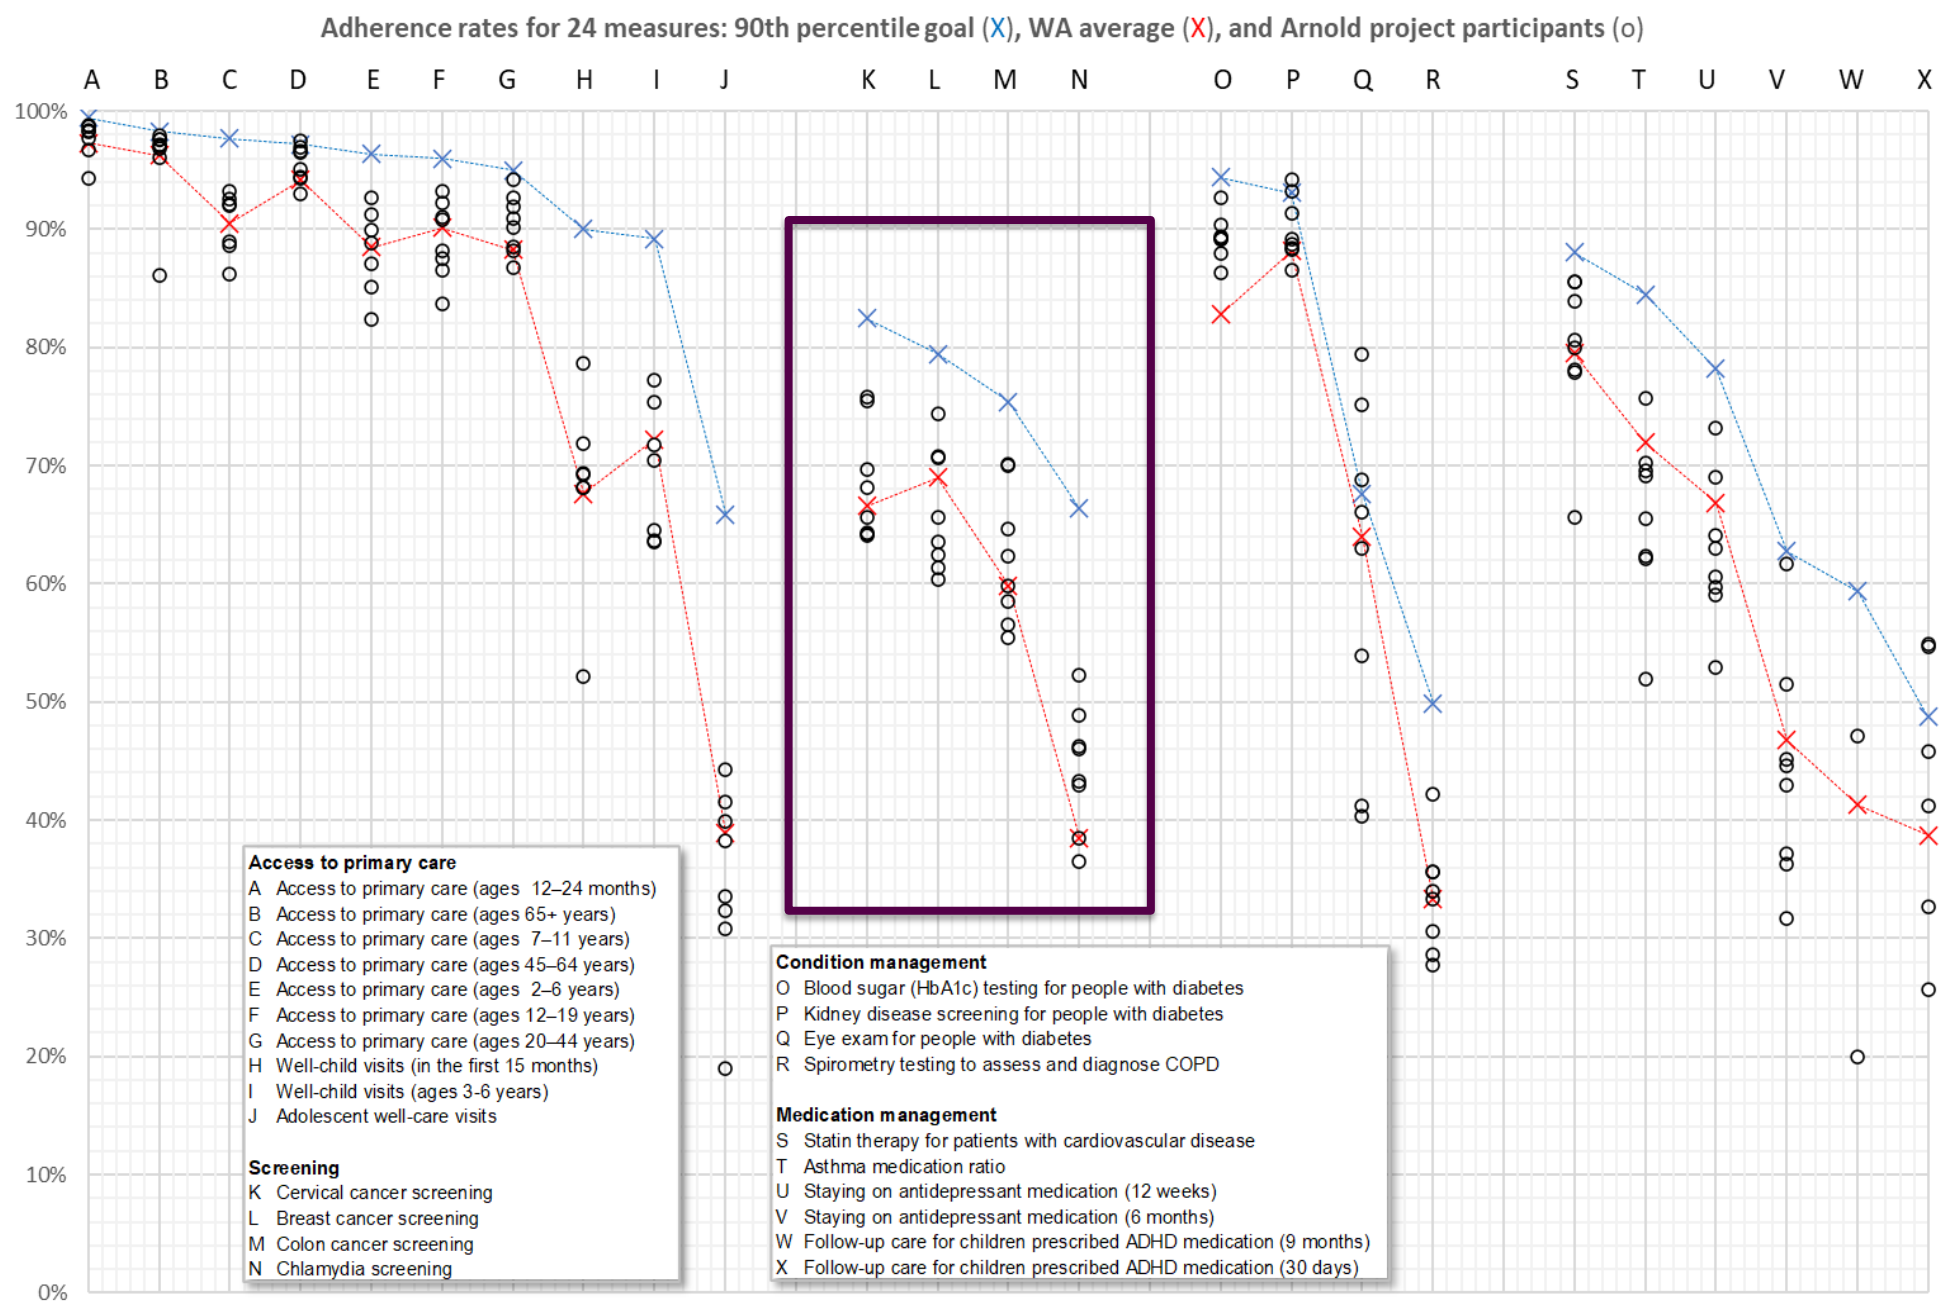 Adherence rates for 24 measures: 90th percentile goal (X), WA average (X), and Arnold project participants (o)
A B C D E F G H I J K L M N O P Q R S T U V W X
100%
90%
80%
70%
60%
50%
40%
30%
20%
10%
0%
Access to primary care
A Access to primary care (ages 12–24 months)
B Access to primary care (ages 65+ years)
C Access to primary care (ages 7–11 years)
D Access to primary care (ages 45–64 years)
E Access to primary care (ages 2–6 years)
F Access to primary care (ages 12–19 years)
G Access to primary care (ages 20–44 years)
H Well-child visits (in the first 15 months)
I Well-child visits (ages 3-6 years)
J Adolescent well-care visits
Screening
K Cervical cancer screening
L Breast cancer screening
M Colon cancer screening
N Chlamydia screening
Condition management
O Blood sugar (HbA1c) testing for people with diabetes
P Kidney disease screening for people with diabetes
Q Eye exam for people with diabetes
R Spirometry testing to assess and diagnose COPD
Medication management
S Statin therapy for patients with cardiovascular disease
T Asthma medication ratio
U Staying on antidepressant medication (12 weeks)
V Staying on antidepressant medication (6 months)
W Follow-up care for children prescribed ADHD medication (9 months)
X Follow-up care for children prescribed ADHD medication (30 days)